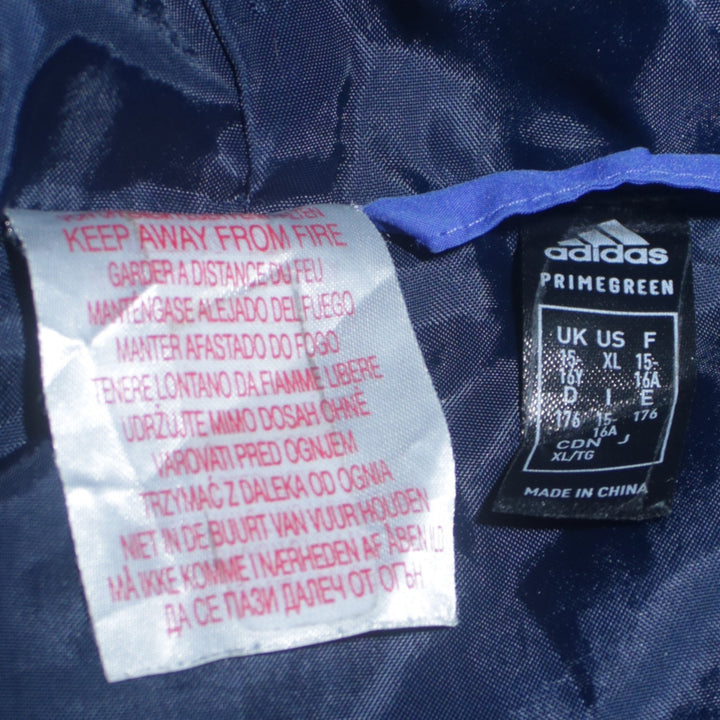 KEEP AWAY FROM FIRE
GARDER A DISTANCE DU FEU
MANTENGASE ALEJADO DEL FUEGO
MANTER AFASTADO DO FOGO
TENERE LONTANO DA FIAMME LIBERE
UDRŽUJTE MIMO DOSAH OHNĚ
VAROVATI PRED OGNJEM
TRZYMAĆ Z DALEKA OD OGNIA
NIET IN DE BUURT VAN VUUR HOUDEN
MÅ IKKE KOMME I NÆRHEDEN AF ÅBEN ILD
ДА СЕ ПАЗИ ДАЛЕЧ ОТ ОГЪН
adidas
PRIMEGREEN
UK US F
15- XL 15-
16Y 16A
D I E
176 15- 176
16A
CDN J
XL/TG
MADE IN CHINA